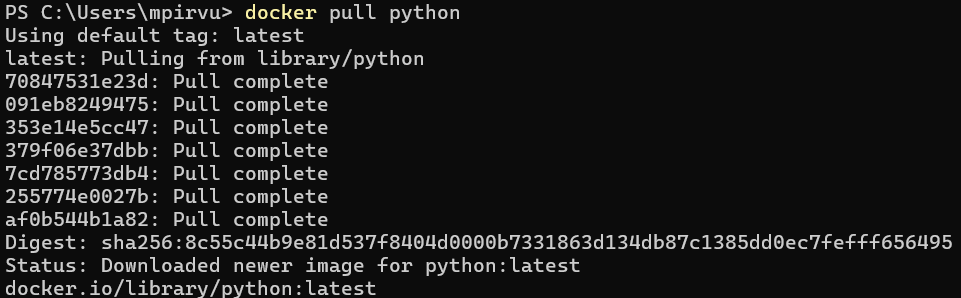 PS C:\Users\mpirvu> docker pull python
Using default tag: latest
latest: Pulling from library/python
70847531e23d: Pull complete
091eb8249475: Pull complete
353e14e5cc47: Pull complete
379f06e37dbb: Pull complete
7cd785773db4: Pull complete
255774e0027b: Pull complete
af0b544b1a82: Pull complete
Digest: sha256:8c55c44b9e81d537f8404d0000b7331863d134db87c1385dd0ec7fefff656495
Status: Downloaded newer image for python:latest
docker.io/library/python:latest